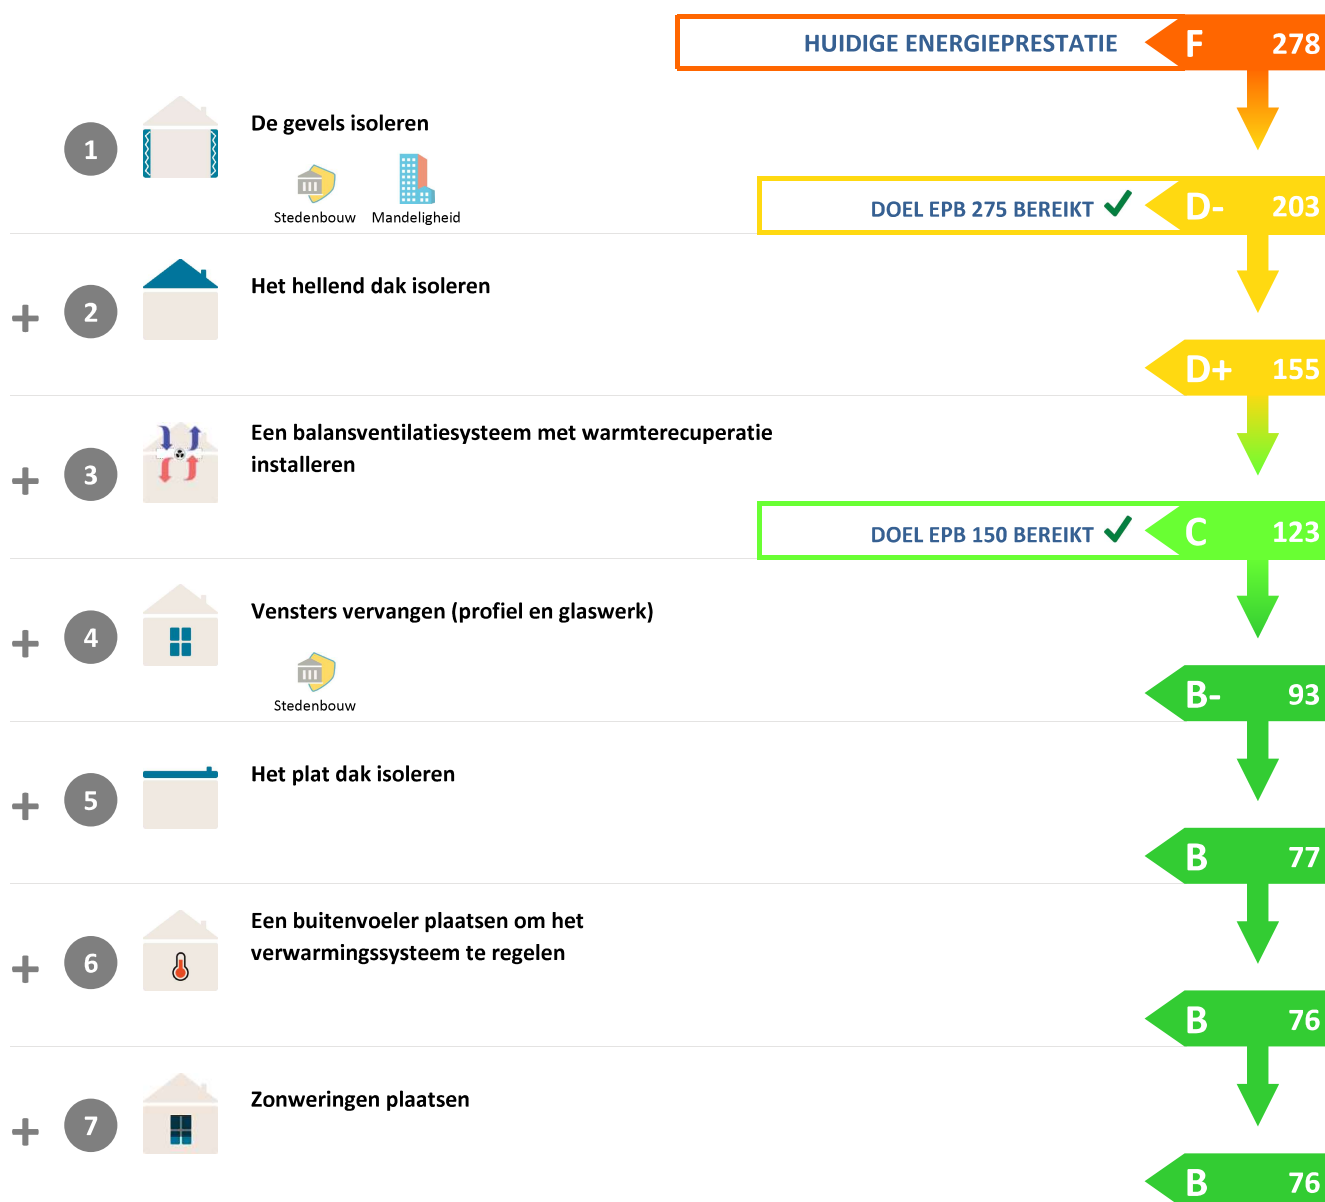 HUIDIGE ENERGIEPRESTATIE F 278
1 De gevels isoleren
Stedenbouw Mandeligheid
DOEL EPB 275 BEREIKT D- 203
+ 2 Het hellend dak isoleren
D+ 155
+ 3 Een balansventilatiesysteem met warmterecuperatie
installeren
DOEL EPB 150 BEREIKT C 123
+ 4 Vensters vervangen (profiel en glaswerk)
Stedenbouw
B- 93
+ 5 Het plat dak isoleren
B 77
+ 6 Een buitenvoeler plaatsen om het
verwarmingssysteem te regelen
B 76
+ 7 Zonweringen plaatsen
B 76